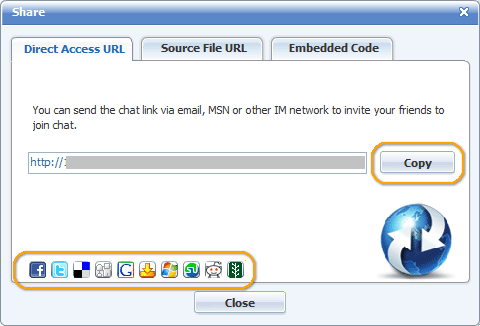 Share
Direct Access URL
Source File URL
Embedded Code
You can send the chat link via email, MSN or other IM network to invite your friends to
join chat.
http://
Copy
Close